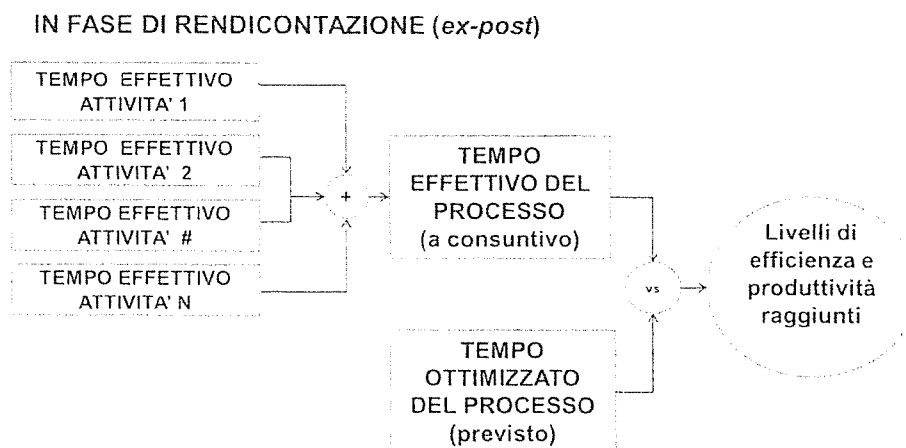 IN FASE DI RENDICONTAZIONE (ex-post)
TEMPO EFFETTIVO
ATTIVITA' 1
TEMPO EFFETTIVO
ATTIVITA' 2
TEMPO EFFETTIVO
ATTIVITA' #
TEMPO EFFETTIVO
ATTIVITA' N
+
TEMPO
EFFETTIVO DEL
PROCESSO
(a consuntivo)
TEMPO
OTTIMIZZATO
DEL PROCESSO
(previsto)
vs
Livelli di
efficienza e
produttività
raggiunti